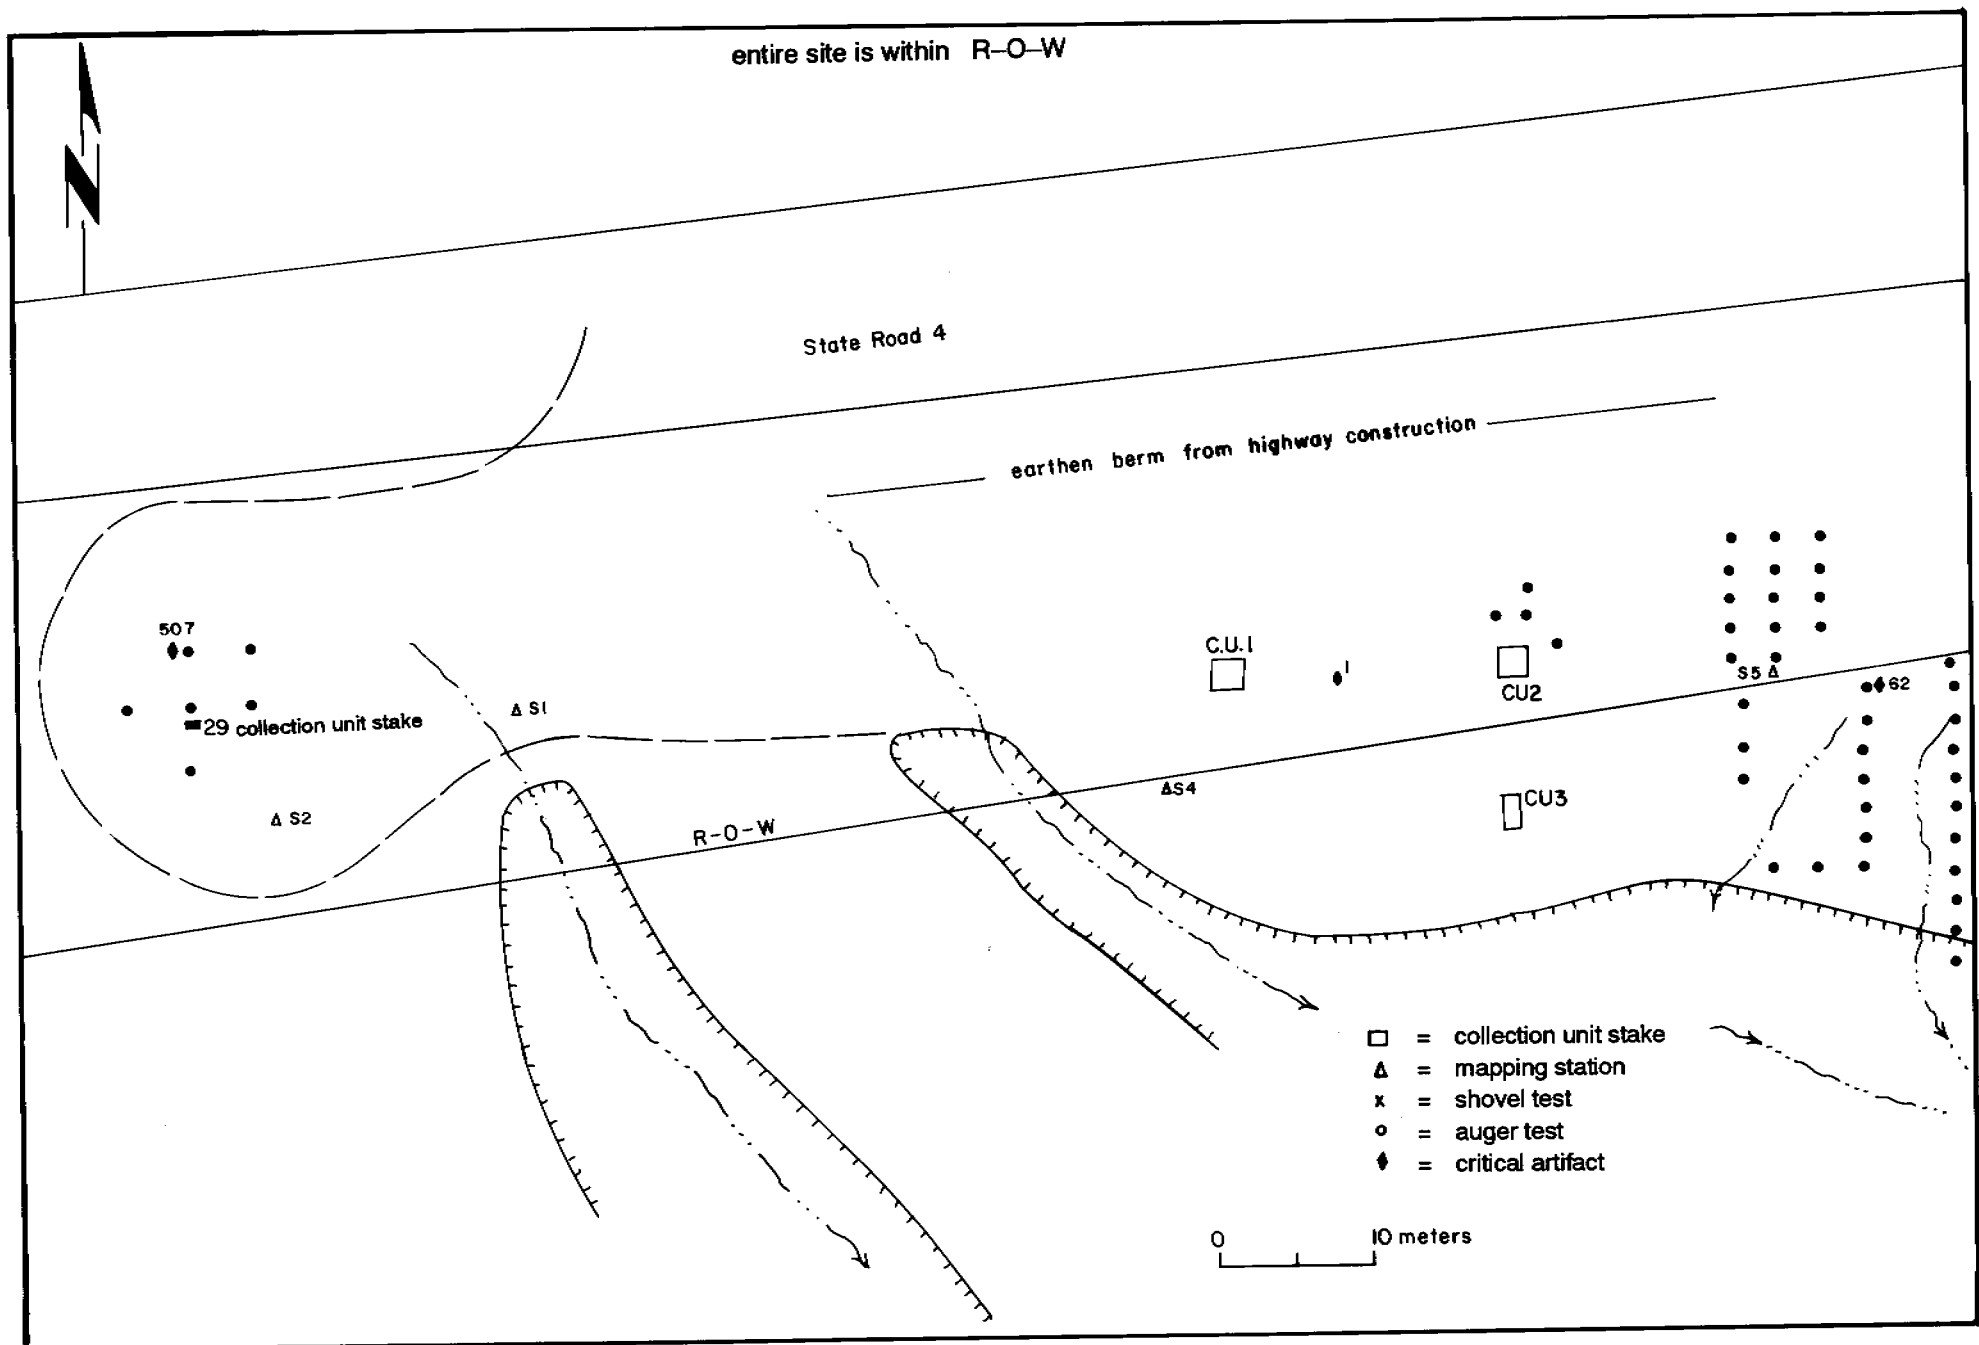 entire site is within R-O-W
N
State Road 4
earthen berm from highway construction
507
C.U.1
1
CU2
S5
62
S1
29 collection unit stake
S4
CU3
S2
R-O-W
□ = collection unit stake
Δ = mapping station
x = shovel test
o = auger test
♦ = critical artifact
0 10 meters